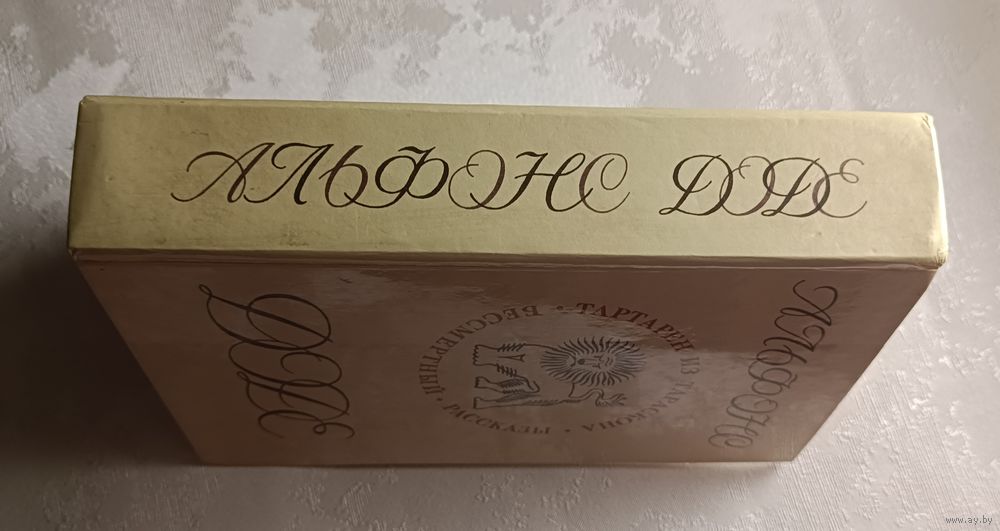 АЛЬФОНС ДОДЕ
АЛЬФОНС
ДОДЕ
ТАРТАРЕН ИЗ ТАРАСКОНА · РАССКАЗЫ · БЕССМЕРТНЫЙ ·
www.ay.by